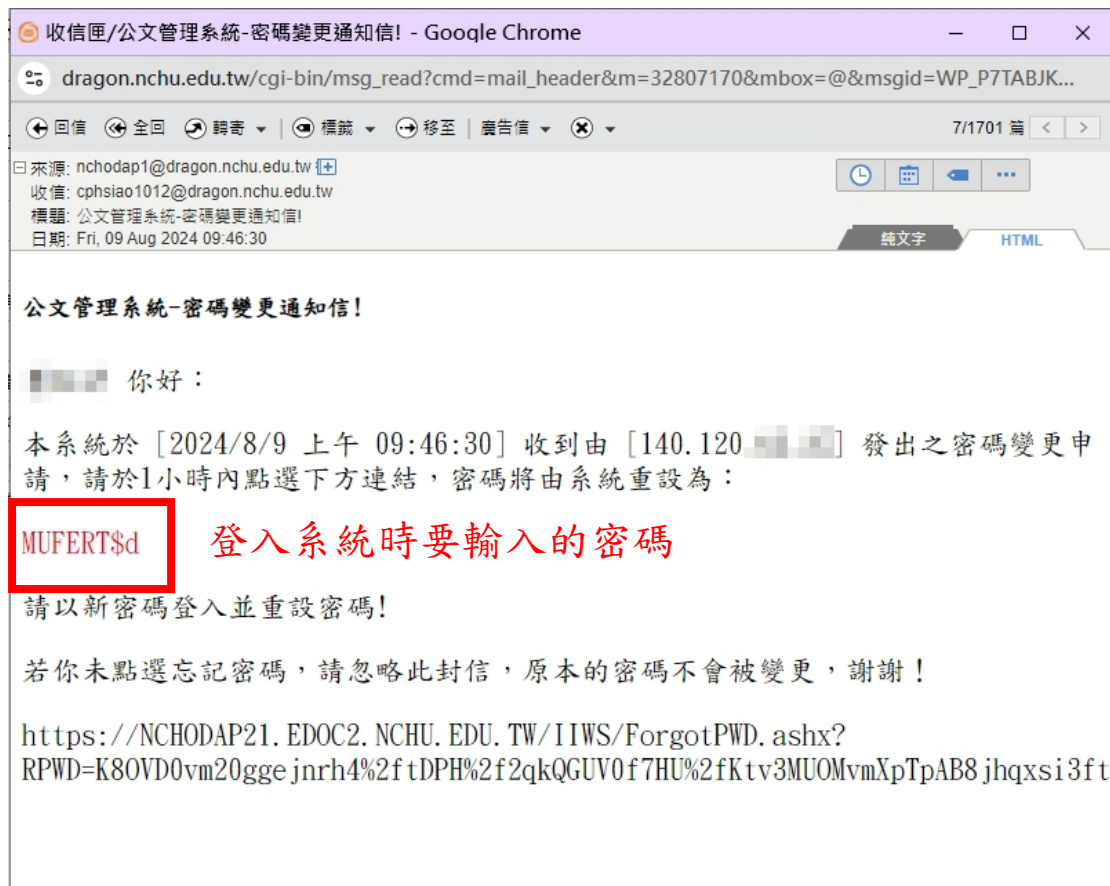 收信匣/公文管理系統-密碼變更通知信! - Google Chrome
dragon.nchu.edu.tw/cgi-bin/msg_read?cmd=mail_header&m=32807170&mbox=@&msgid=WP_P7TABJK...
回信 全回 轉寄 標籤 移至 廣告信 7/1701 篇
來源: nchodap1@dragon.nchu.edu.tw
收信: cphsiao1012@dragon.nchu.edu.tw
標題: 公文管理系統-密碼變更通知信!
日期: Fri, 09 Aug 2024 09:46:30
純文字 HTML
公文管理系統-密碼變更通知信!
你好：
本系統於 [2024/8/9 上午 09:46:30] 收到由 [140.120. ] 發出之密碼變更申
請，請於1小時內點選下方連結，密碼將由系統重設為：
MUFERT$d 登入系統時要輸入的密碼
請以新密碼登入並重設密碼!
若你未點選忘記密碼，請忽略此封信，原本的密碼不會被變更，謝謝！
https://NCHODAP21.EDOC2.NCHU.EDU.TW/IIWS/ForgotPWD.ashx?
RPWD=K8OVD0vm20ggejnrh4%2ftDPH%2f2qkQGUV0f7HU%2fKtv3MUOMvmXpTpAB8jhqxsi3ft